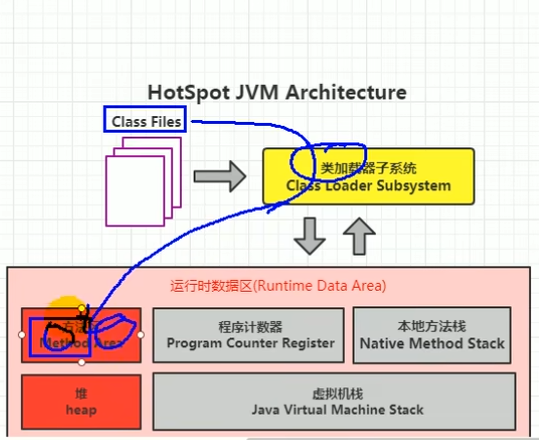 HotSpot JVM Architecture
Class Files
类加载器子系统
Class Loader Subsystem
运行时数据区(Runtime Data Area)
方法
Method Area
程序计数器
Program Counter Register
本地方法栈
Native Method Stack
堆
heap
虚拟机栈
Java Virtual Machine Stack